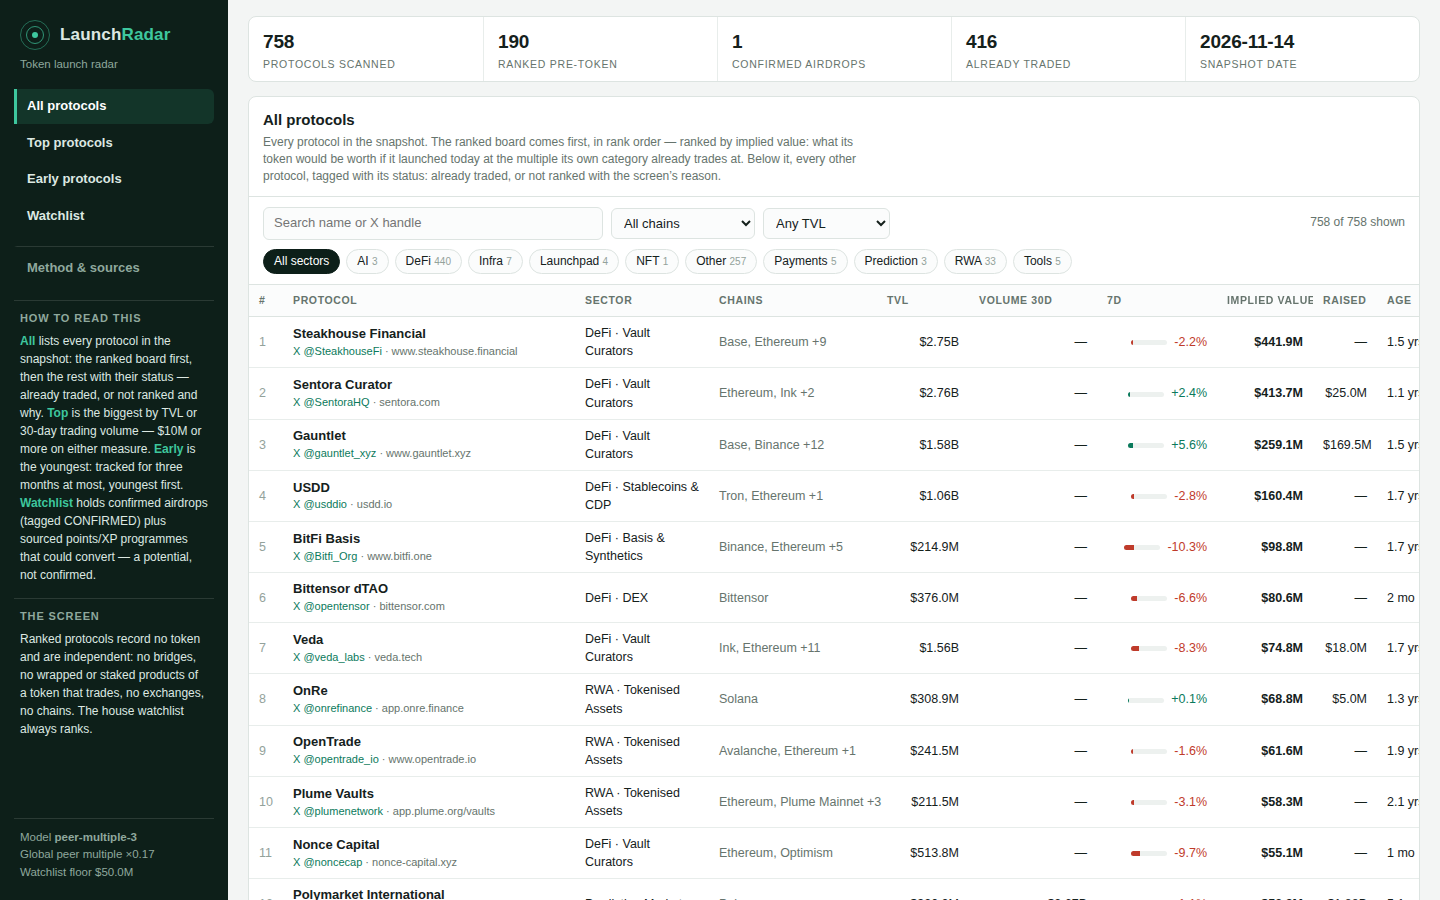 LaunchRadar
Token launch radar
All protocols
Top protocols
Early protocols
Watchlist
Method & sources
HOW TO READ THIS
All lists every protocol in the
snapshot: the ranked board first,
then the rest with their status —
already traded, or not ranked and
why. Top is the biggest by TVL or
30-day trading volume — $10M or
more on either measure. Early is
the youngest: tracked for three
months at most, youngest first.
Watchlist holds confirmed airdrops
(tagged CONFIRMED) plus
sourced points/XP programmes
that could convert — a potential,
not confirmed.
THE SCREEN
Ranked protocols record no token
and are independent: no bridges,
no wrapped or staked products of
a token that trades, no exchanges,
no chains. The house watchlist
always ranks.
Model peer-multiple-3
Global peer multiple ×0.17
Watchlist floor $50.0M
758
PROTOCOLS SCANNED
190
RANKED PRE-TOKEN
1
CONFIRMED AIRDROPS
416
ALREADY TRADED
2026-11-14
SNAPSHOT DATE
All protocols
Every protocol in the snapshot. The ranked board comes first, in rank order — ranked by implied value: what its
token would be worth if it launched today at the multiple its own category already trades at. Below it, every other
protocol, tagged with its status: already traded, or not ranked with the screen's reason.
Search name or X handle
All chains
Any TVL
758 of 758 shown
All sectors AI 3 DeFi 440 Infra 7 Launchpad 4 NFT 1 Other 257 Payments 5 Prediction 3 RWA 33 Tools 5
# PROTOCOL SECTOR CHAINS TVL VOLUME 30D 7D IMPLIED VALUE RAISED AGE
1 Steakhouse Financial DeFi · Vault Curators Base, Ethereum +9 $2.75B — -2.2% $441.9M — 1.5 yrs
X @SteakhouseFi · www.steakhouse.financial
2 Sentora Curator DeFi · Vault Curators Ethereum, Ink +2 $2.76B — +2.4% $413.7M $25.0M 1.1 yrs
X @SentoraHQ · sentora.com
3 Gauntlet DeFi · Vault Curators Base, Binance +12 $1.58B — +5.6% $259.1M $169.5M 1.5 yrs
X @gauntlet_xyz · www.gauntlet.xyz
4 USDD DeFi · Stablecoins & CDP Tron, Ethereum +1 $1.06B — -2.8% $160.4M — 1.7 yrs
X @usddio · usdd.io
5 BitFi Basis DeFi · Basis & Synthetics Binance, Ethereum +5 $214.9M — -10.3% $98.8M — 1.7 yrs
X @Bitfi_Org · www.bitfi.one
6 Bittensor dTAO DeFi · DEX Bittensor $376.0M — -6.6% $80.6M — 2 mo
X @opentensor · bittensor.com
7 Veda DeFi · Vault Curators Ink, Ethereum +11 $1.56B — -8.3% $74.8M $18.0M 1.7 yrs
X @veda_labs · veda.tech
8 OnRe RWA · Tokenised Assets Solana $308.9M — +0.1% $68.8M $5.0M 1.3 yrs
X @onrefinance · app.onre.finance
9 OpenTrade RWA · Tokenised Assets Avalanche, Ethereum +1 $241.5M — -1.6% $61.6M — 1.9 yrs
X @opentrade_io · www.opentrade.io
10 Plume Vaults RWA · Tokenised Assets Ethereum, Plume Mainnet +3 $211.5M — -3.1% $58.3M — 2.1 yrs
X @plumenetwork · app.plume.org/vaults
11 Nonce Capital DeFi · Vault Curators Ethereum, Optimism $513.8M — -9.7% $55.1M — 1 mo
X @noncecap · nonce-capital.xyz
Polymarket International